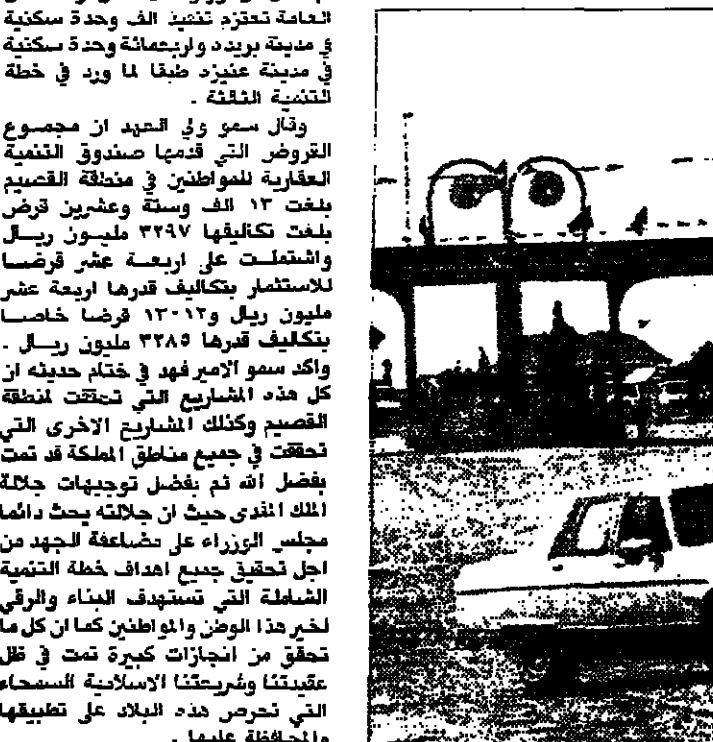 العامة تعتزم تنفيذ الف وحدة سكنية
في مدينة بريده واربعمائة وحدة سكنية
في مدينة عنيزه طبقا لما ورد في خطة
التنمية الثالثة .
وقال سمو ولي العهد ان مجموع
القروض التي قدمها صندوق التنمية
العقارية للمواطنين في منطقة القصيم
بلغت ١٣ الف وستة وعشرين قرض
بلغت تكاليفها ٣٢٩٧ مليون ريال
واشتملت على اربعة عشر قرضا
للاستثمار بتكاليف قدرها اربعة عشر
مليون ريال و١٣٠١٢ قرضا خاصا
بتكاليف قدرها ٣٢٨٥ مليون ريال .
واكد سمو الامير فهد في ختام حديثه ان
كل هذه المشاريع التي تحققت لمنطقة
القصيم وكذلك المشاريع الاخرى التي
تحققت في جميع مناطق المملكة قد تمت
بفضل الله ثم بفضل توجيهات جلالة
الملك المفدى حيث ان جلالته يحث دائما
مجلس الوزراء على مضاعفة الجهد من
اجل تحقيق جميع اهداف خطة التنمية
الشاملة التي تستهدف البناء والرقي
لخير هذا الوطن والمواطنين كما ان كل ما
تحقق من انجازات كبيرة تمت في ظل
عقيدتنا وشريعتنا الاسلامية السمحاء
التي تحرص هذه البلاد على تطبيقها
والمحافظة عليها .